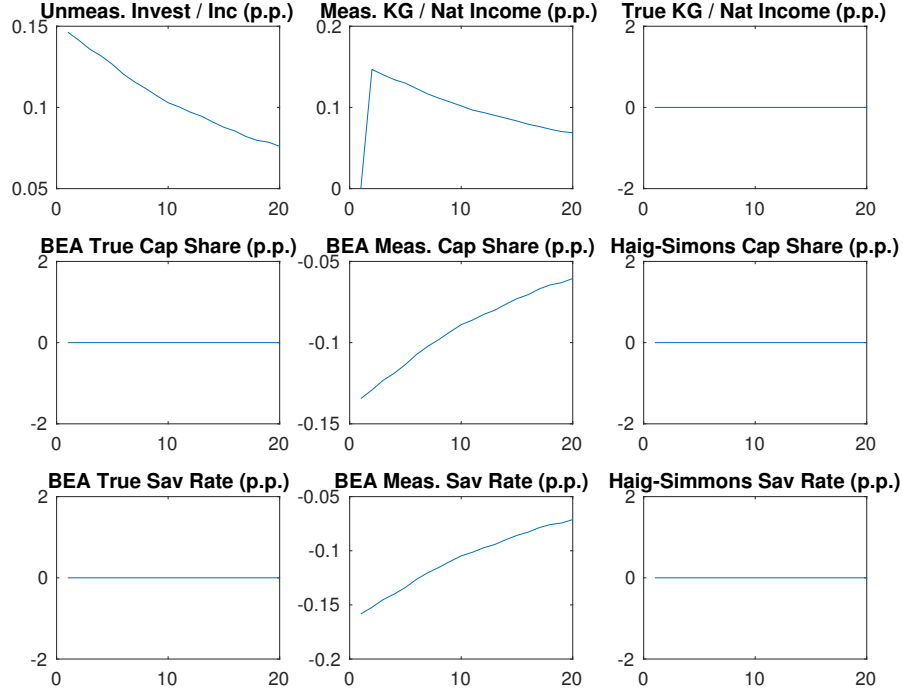 Unmeas. Invest / Inc (p.p.)
0.15
0.1
0.05
0 10 20
Meas. KG / Nat Income (p.p.)
0.2
0.1
0
0 10 20
True KG / Nat Income (p.p.)
2
0
-2
0 10 20
BEA True Cap Share (p.p.)
2
0
-2
0 10 20
BEA Meas. Cap Share (p.p.)
-0.05
-0.1
-0.15
0 10 20
Haig-Simons Cap Share (p.p.)
2
0
-2
0 10 20
BEA True Sav Rate (p.p.)
2
0
-2
0 10 20
BEA Meas. Sav Rate (p.p.)
-0.05
-0.1
-0.15
-0.2
0 10 20
Haig-Simmons Sav Rate (p.p.)
2
0
-2
0 10 20